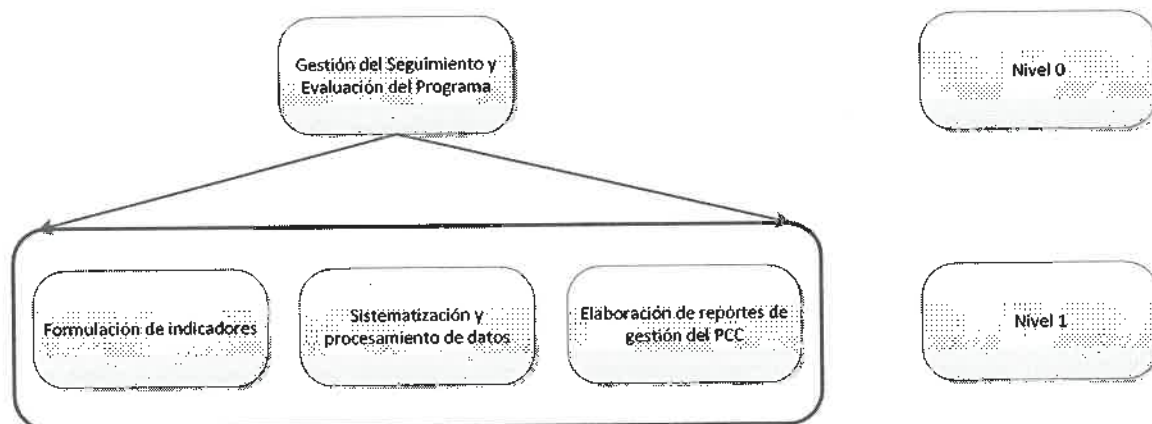 Gestión del Seguimiento y
Evaluación del Programa
Nivel 0
Formulación de indicadores
Sistematización y
procesamiento de datos
Elaboración de reportes de
gestión del PCC
Nivel 1